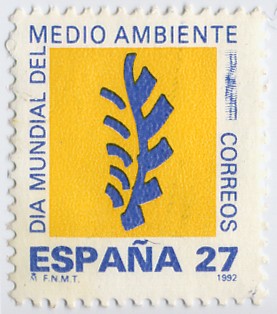 DIA MUNDIAL DEL
MEDIO AMBIENTE
CORREOS
ESPAÑA 27
F.N.M.T. 1992